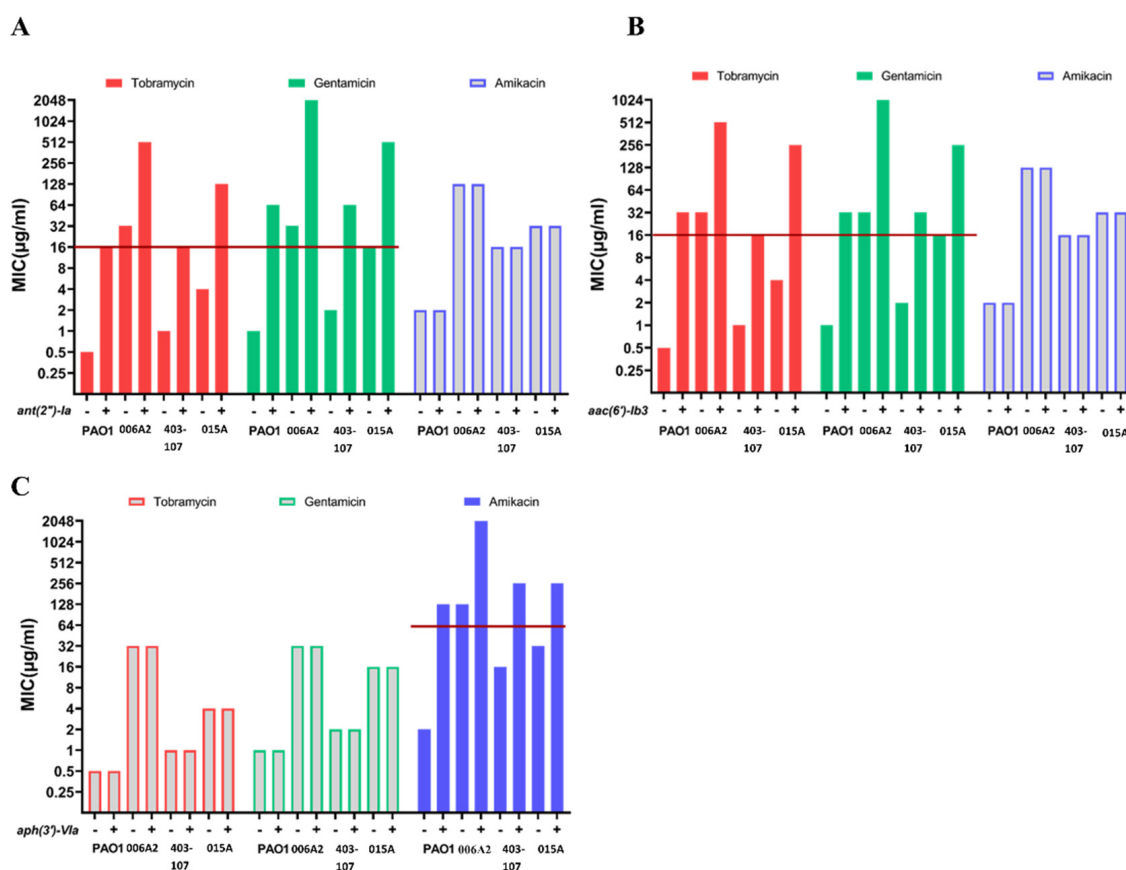 A
Tobramycin Gentamicin Amikacin
2048
1024
512
256
128
64
32
16
8
4
2
1
0.5
0.25
MIC(µg/ml)
ant(2")-Ia - + - + - + - + - + - + - + - + - + - + - + - +
PAO1 006A2 403- 015A PAO1 006A2 403- 015A PAO1 006A2 403- 015A
107 107 107
B
Tobramycin Gentamicin Amikacin
1024
512
256
128
64
32
16
8
4
2
1
0.5
0.25
MIC(µg/ml)
aac(6')-Ib3 - + - + - + - + - + - + - + - + - + - + - + - +
PAO1 006A2 403- 015A PAO1 006A2 403- 015A PAO1 006A2 403- 015A
107 107 107
C
Tobramycin Gentamicin Amikacin
2048
1024
512
256
128
64
32
16
8
4
2
1
0.5
0.25
MIC(µg/ml)
aph(3')-VIa - + - + - + - + - + - + - + - + - + - + - + - +
PAO1 006A2 403- 015A PAO1 006A2 403- 015A PAO1 006A2 403- 015A
107 107 107